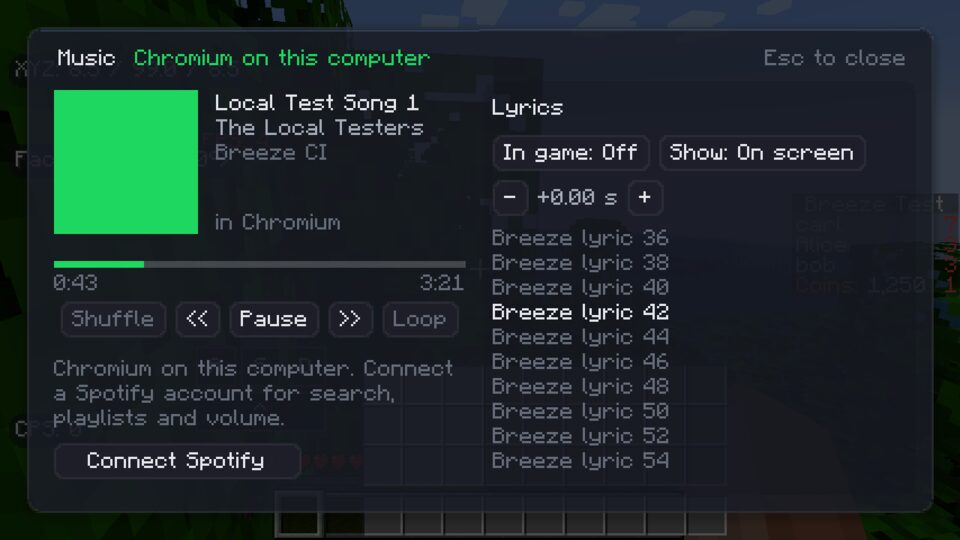 Music Chromium on this computer
Esc to close
Local Test Song 1
The Local Testers
Breeze CI
in Chromium
0:43
3:21
Shuffle << Pause >> Loop
Chromium on this computer. Connect
a Spotify account for search,
playlists and volume.
Connect Spotify
Lyrics
In game: Off Show: On screen
- +0.00 s +
Breeze lyric 36
Breeze lyric 38
Breeze lyric 40
Breeze lyric 42
Breeze lyric 44
Breeze lyric 46
Breeze lyric 48
Breeze lyric 50
Breeze lyric 52
Breeze lyric 54
Breeze Test
carl
Alice
bob
Coins: 1,250 1